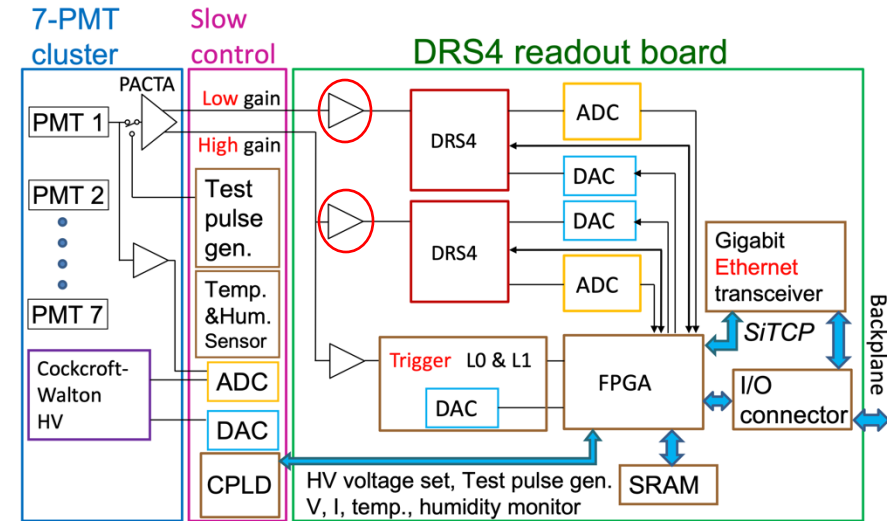 7-PMT
cluster
Slow
control
DRS4 readout board
PACTA
Low gain
High gain
PMT 1
PMT 2
PMT 7
Test
pulse
gen.
Temp.
&Hum.
Sensor
Cockcroft-
Walton
HV
ADC
DAC
CPLD
DRS4
ADC
DAC
DRS4
DAC
ADC
Trigger L0 & L1
DAC
FPGA
Gigabit
Ethernet
transceiver
SiTCP
I/O
connector
Backplane
SRAM
HV voltage set, Test pulse gen.
V, I, temp., humidity monitor